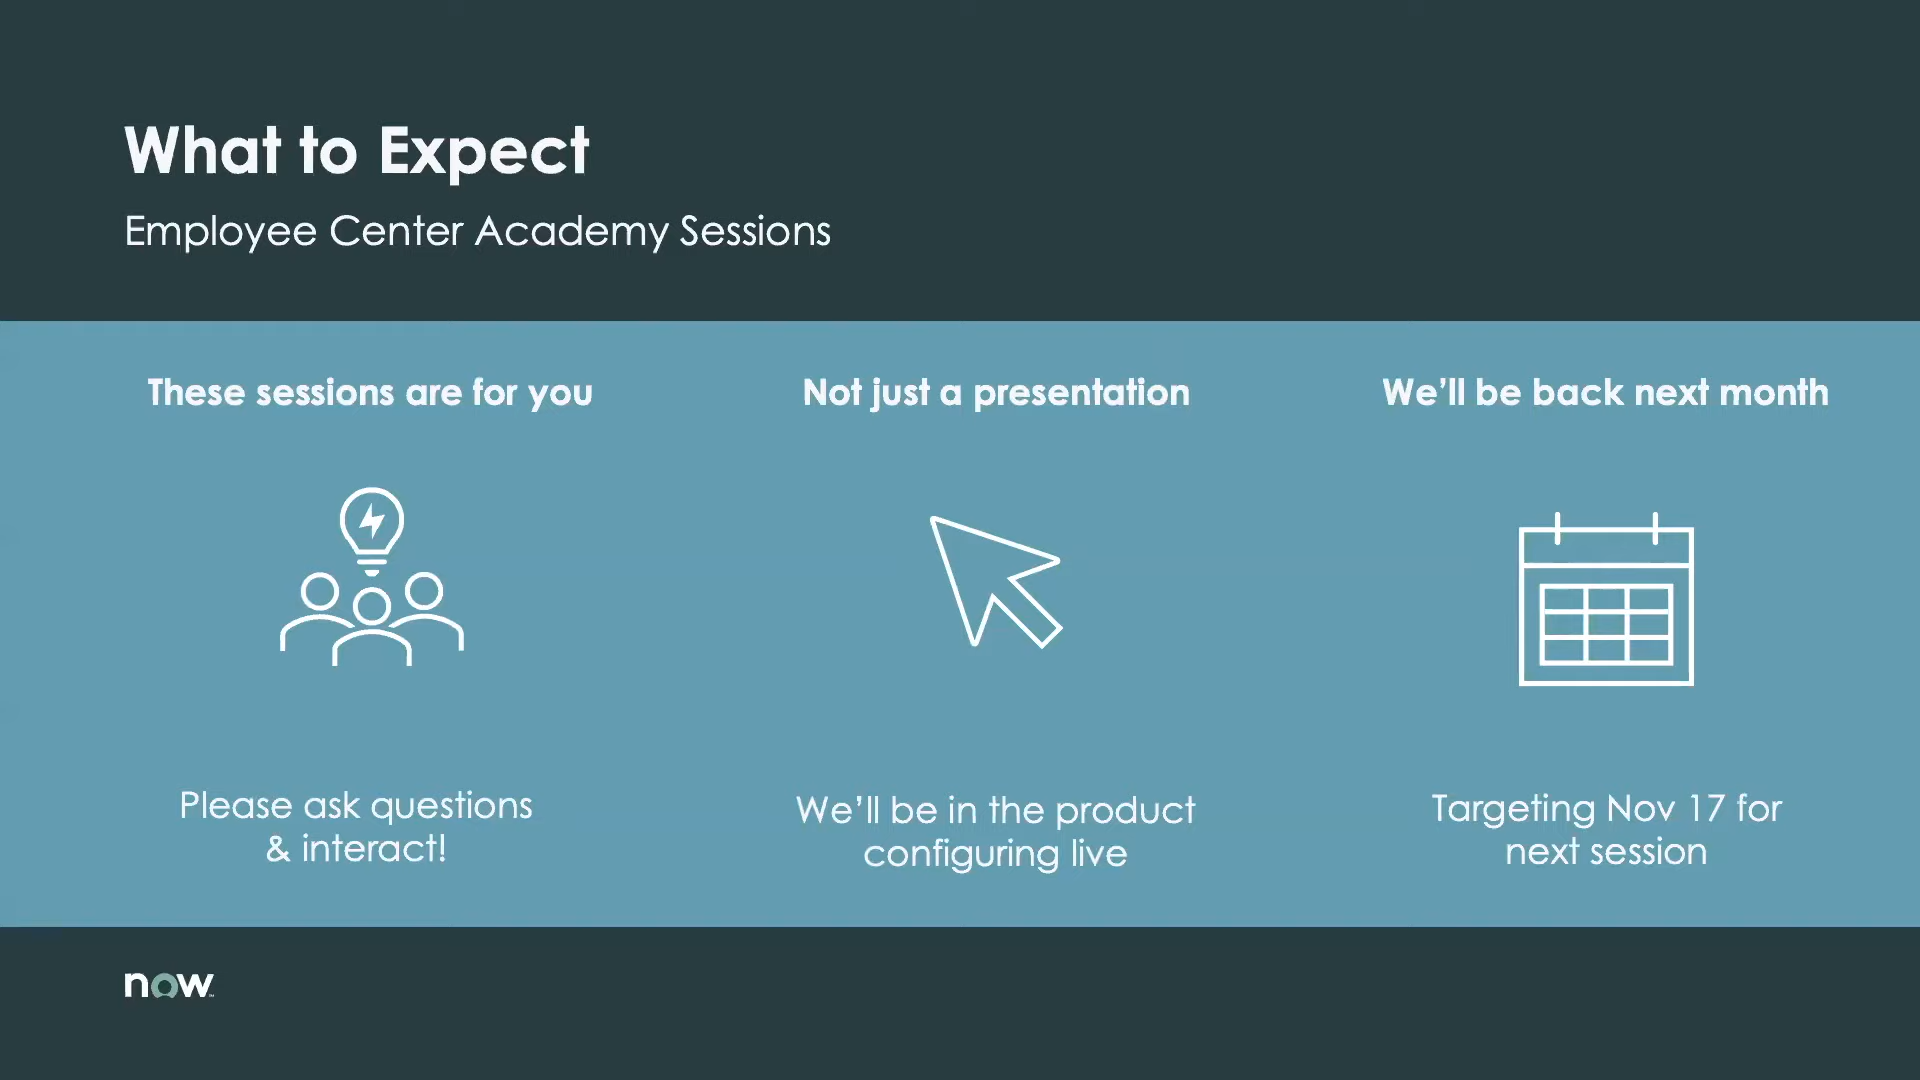 What to Expect
Employee Center Academy Sessions
These sessions are for you
Please ask questions
& interact!
Not just a presentation
We’ll be in the product
configuring live
We’ll be back next month
Targeting Nov 17 for
next session
now